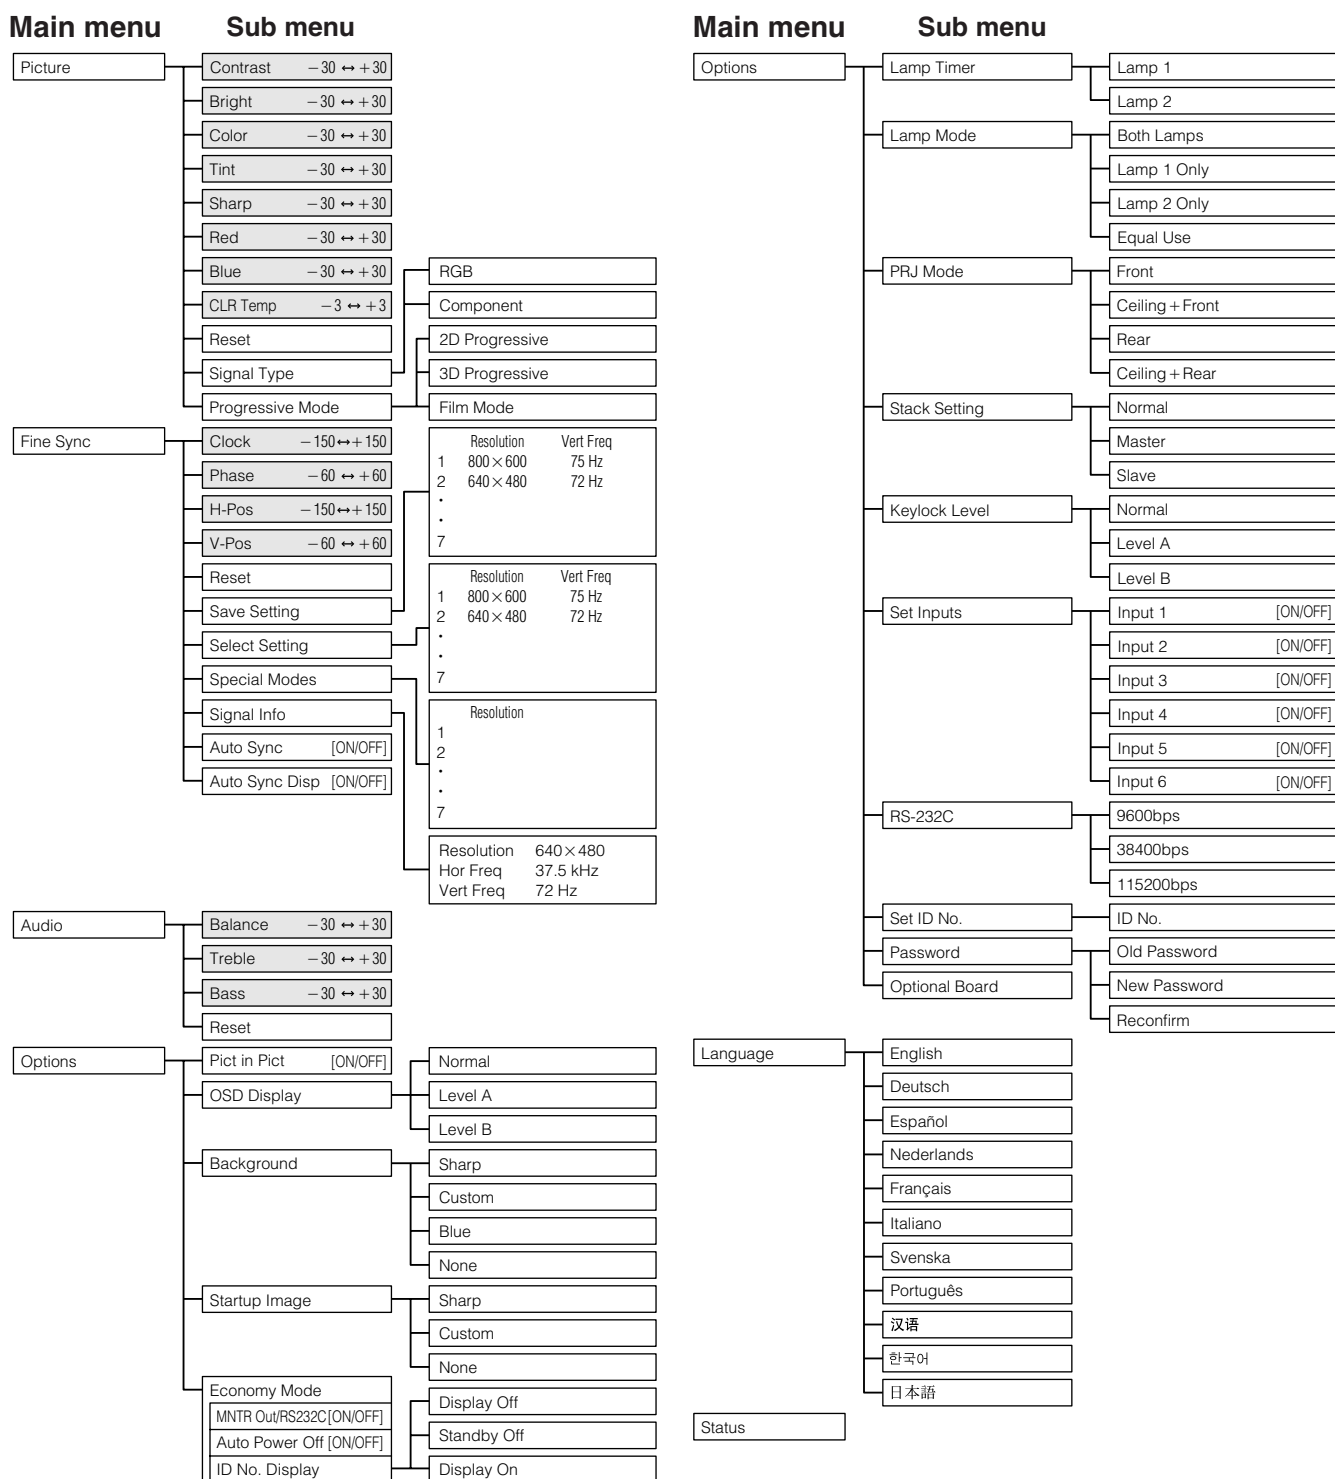 Main menu Sub menu
Picture
Contrast −30 ↔ +30
Bright −30 ↔ +30
Color −30 ↔ +30
Tint −30 ↔ +30
Sharp −30 ↔ +30
Red −30 ↔ +30
Blue −30 ↔ +30
CLR Temp −3 ↔ +3
Reset
Signal Type
RGB
Component
Progressive Mode
2D Progressive
3D Progressive
Film Mode
Fine Sync
Clock −150↔+150
Phase −60 ↔ +60
H-Pos −150↔+150
V-Pos −60 ↔ +60
Reset
Save Setting
Resolution Vert Freq
1 800×600 75 Hz
2 640×480 72 Hz
·
·
7
Select Setting
Resolution Vert Freq
1 800×600 75 Hz
2 640×480 72 Hz
·
·
7
Special Modes
Resolution
1
2
·
·
7
Signal Info
Resolution 640×480
Hor Freq 37.5 kHz
Vert Freq 72 Hz
Auto Sync [ON/OFF]
Auto Sync Disp [ON/OFF]
Audio
Balance −30 ↔ +30
Treble −30 ↔ +30
Bass −30 ↔ +30
Reset
Options
Pict in Pict [ON/OFF]
OSD Display
Normal
Level A
Level B
Background
Sharp
Custom
Blue
None
Startup Image
Sharp
Custom
None
Economy Mode
MNTR Out/RS232C[ON/OFF]
Auto Power Off [ON/OFF]
ID No. Display
Display Off
Standby Off
Display On
Main menu Sub menu
Options
Lamp Timer
Lamp 1
Lamp 2
Lamp Mode
Both Lamps
Lamp 1 Only
Lamp 2 Only
Equal Use
PRJ Mode
Front
Ceiling+Front
Rear
Ceiling+Rear
Stack Setting
Normal
Master
Slave
Keylock Level
Normal
Level A
Level B
Set Inputs
Input 1 [ON/OFF]
Input 2 [ON/OFF]
Input 3 [ON/OFF]
Input 4 [ON/OFF]
Input 5 [ON/OFF]
Input 6 [ON/OFF]
RS-232C
9600bps
38400bps
115200bps
Set ID No.
ID No.
Password
Old Password
New Password
Reconfirm
Optional Board
Language
English
Deutsch
Español
Nederlands
Français
Italiano
Svenska
Português
汉语
한국어
日本語
Status